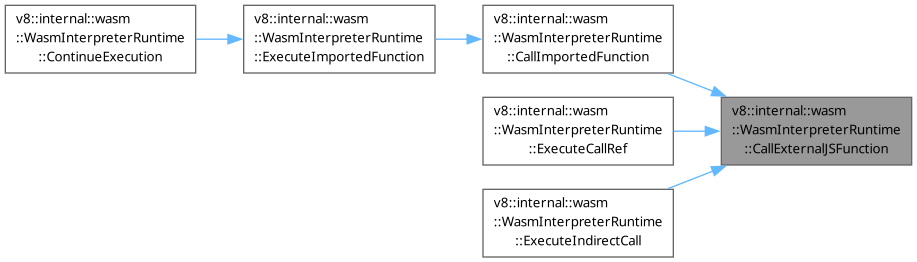 v8::internal::wasm
::WasmInterpreterRuntime
::ContinueExecution
v8::internal::wasm
::WasmInterpreterRuntime
::ExecuteImportedFunction
v8::internal::wasm
::WasmInterpreterRuntime
::CallImportedFunction
v8::internal::wasm
::WasmInterpreterRuntime
::ExecuteCallRef
v8::internal::wasm
::WasmInterpreterRuntime
::ExecuteIndirectCall
v8::internal::wasm
::WasmInterpreterRuntime
::CallExternalJSFunction